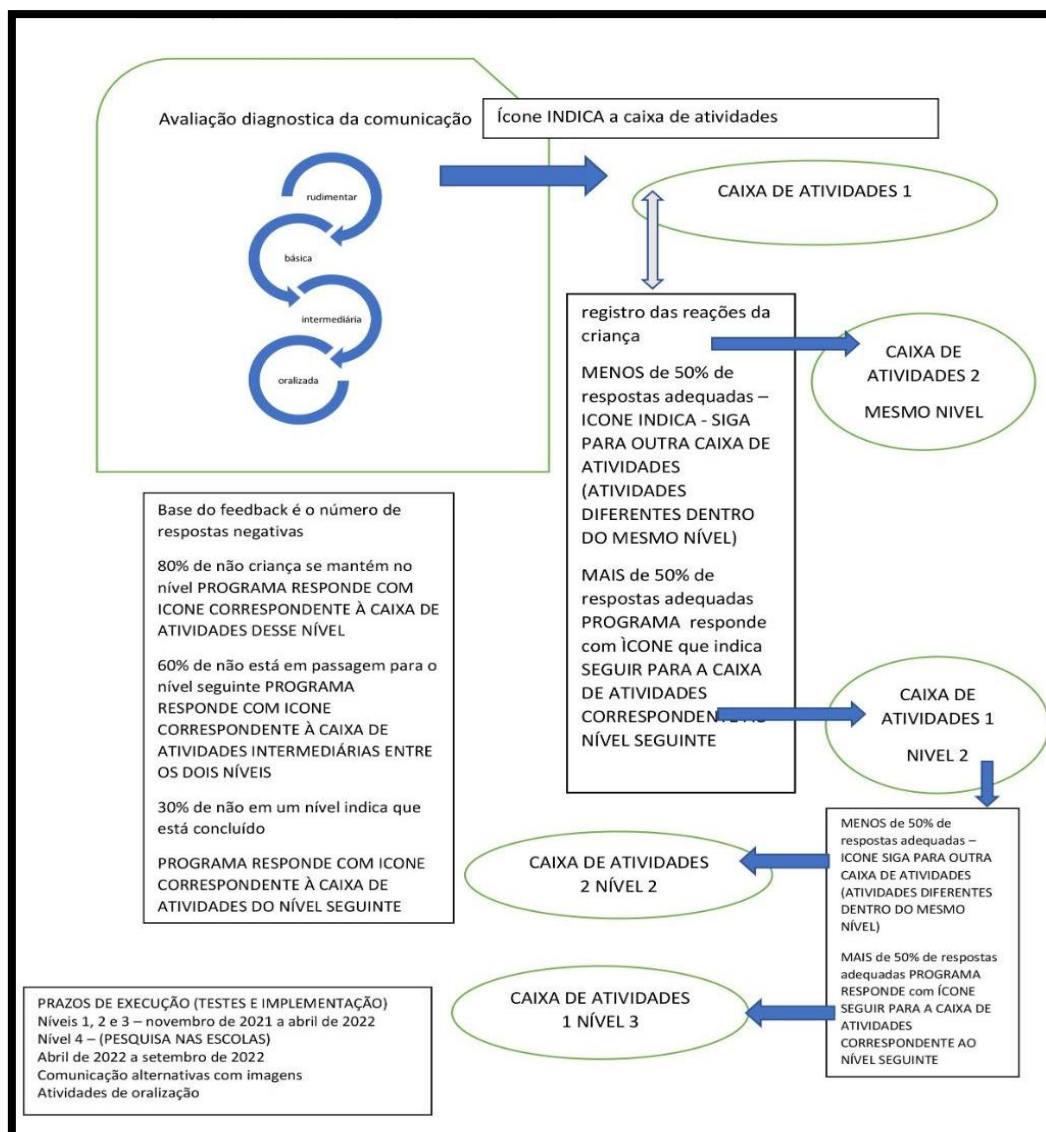 Avaliação diagnostica da comunicação
Ícone INDICA a caixa de atividades
rudimentar
básica
intermediária
oralizada
CAIXA DE ATIVIDADES 1
registro das reações da
criança
MENOS de 50% de
respostas adequadas –
ICONE INDICA - SIGA
PARA OUTRA CAIXA DE
ATIVIDADES
(ATIVIDADES
DIFERENTES DENTRO
DO MESMO NÍVEL)
MAIS de 50% de
respostas adequadas
PROGRAMA responde
com ÌCONE que indica
SEGUIR PARA A CAIXA
DE ATIVIDADES
CORRESPONDENTE AO
NÍVEL SEGUINTE
CAIXA DE
ATIVIDADES 2
MESMO NIVEL
Base do feedback é o número de
respostas negativas
80% de não criança se mantém no
nível PROGRAMA RESPONDE COM
ICONE CORRESPONDENTE À CAIXA DE
ATIVIDADES DESSE NÍVEL
60% de não está em passagem para o
nível seguinte PROGRAMA
RESPONDE COM ICONE
CORRESPONDENTE À CAIXA DE
ATIVIDADES INTERMEDIÁRIAS ENTRE
OS DOIS NÍVEIS
30% de não em um nível indica que
está concluído
PROGRAMA RESPONDE COM ICONE
CORRESPONDENTE À CAIXA DE
ATIVIDADES DO NÍVEL SEGUINTE
CAIXA DE
ATIVIDADES 1
NIVEL 2
MENOS de 50% de
respostas adequadas –
ICONE SIGA PARA OUTRA
CAIXA DE ATIVIDADES
(ATIVIDADES DIFERENTES
DENTRO DO MESMO
NÍVEL)
MAIS de 50% de respostas
adequadas PROGRAMA
RESPONDE com ÍCONE
SEGUIR PARA A CAIXA DE
ATIVIDADES
CORRESPONDENTE AO
NÍVEL SEGUINTE
CAIXA DE ATIVIDADES
2 NÍVEL 2
CAIXA DE ATIVIDADES
1 NÍVEL 3
PRAZOS DE EXECUÇÃO (TESTES E IMPLEMENTAÇÃO)
Níveis 1, 2 e 3 – novembro de 2021 a abril de 2022
Nível 4 – (PESQUISA NAS ESCOLAS)
Abril de 2022 a setembro de 2022
Comunicação alternativas com imagens
Atividades de oralização